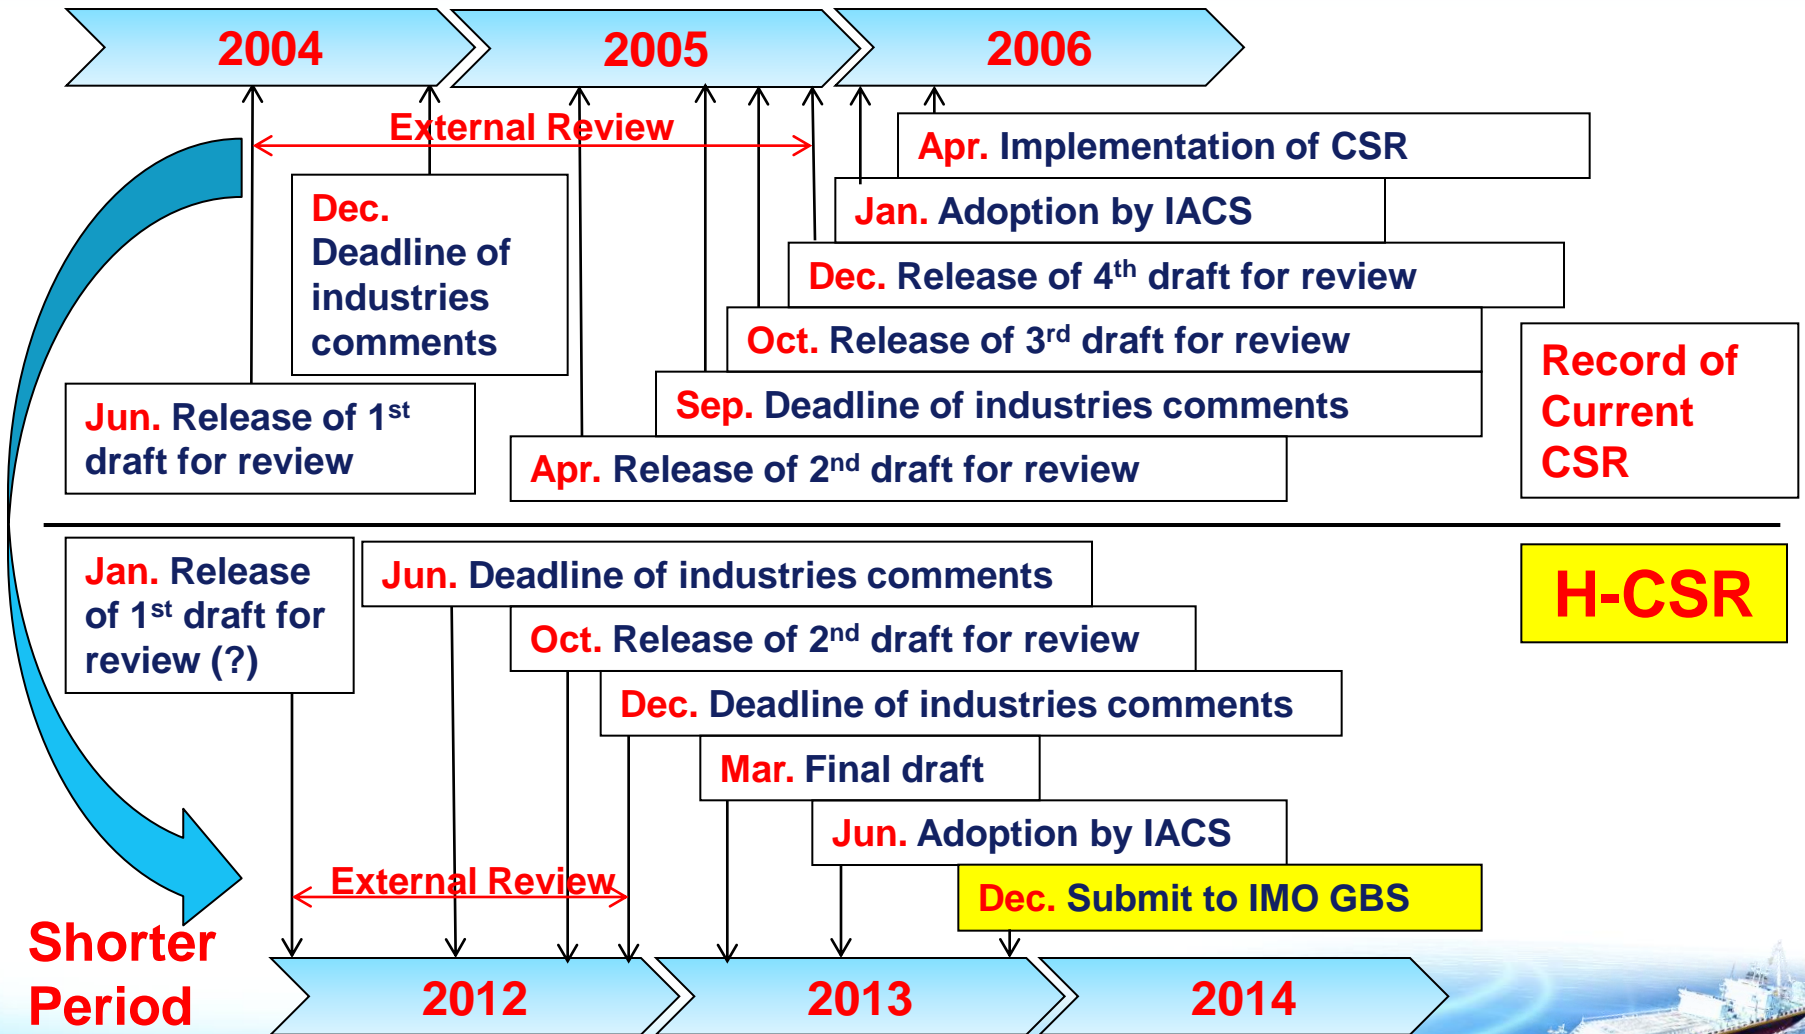 2004
2005
2006
External Review
Apr. Implementation of CSR
Dec.
Deadline of
industries
comments
Jan. Adoption by IACS
Dec. Release of 4th draft for review
Oct. Release of 3rd draft for review
Record of
Current
CSR
Jun. Release of 1st
draft for review
Sep. Deadline of industries comments
Apr. Release of 2nd draft for review
Jan. Release
of 1st draft for
review (?)
Jun. Deadline of industries comments
H-CSR
Oct. Release of 2nd draft for review
Dec. Deadline of industries comments
Mar. Final draft
Jun. Adoption by IACS
External Review
Dec. Submit to IMO GBS
Shorter
Period
2012
2013
2014